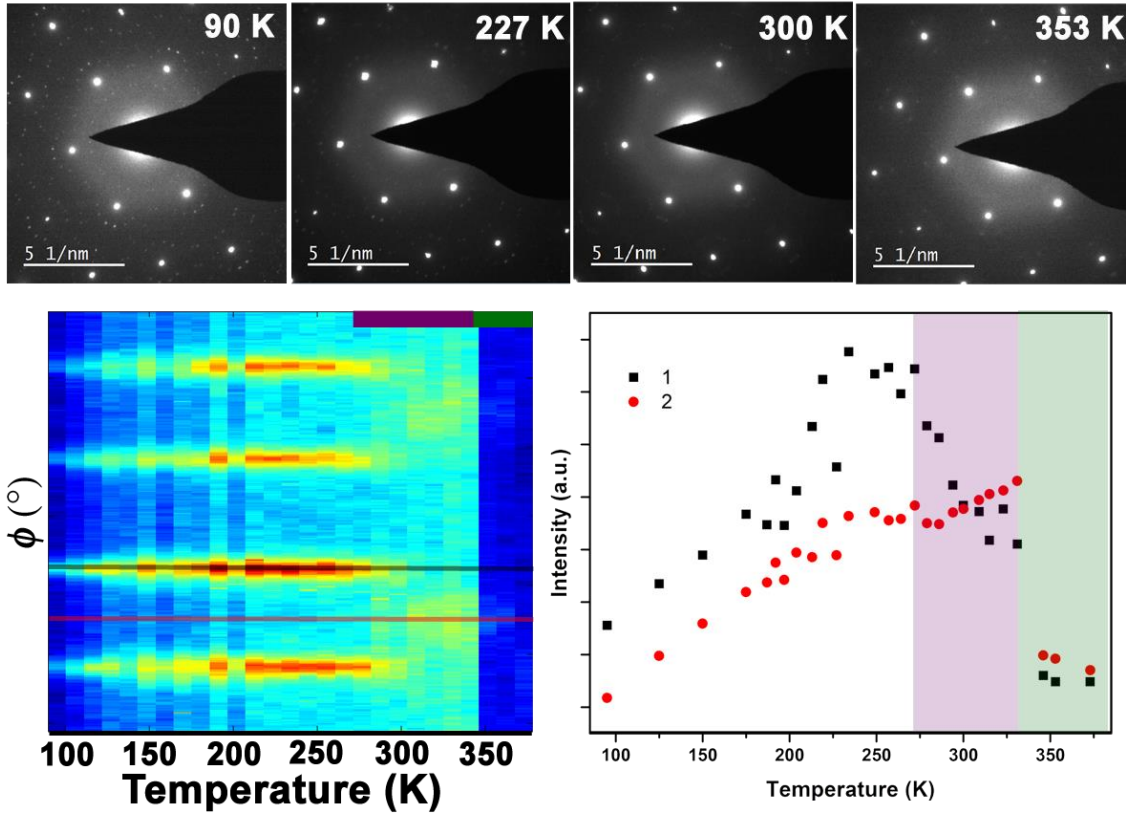 90 K
227 K
300 K
353 K
5 1/nm
5 1/nm
5 1/nm
5 1/nm
ϕ (°)
100 150 200 250 300 350
Temperature (K)
1
2
Intensity (a.u.)
100 150 200 250 300 350
Temperature (K)